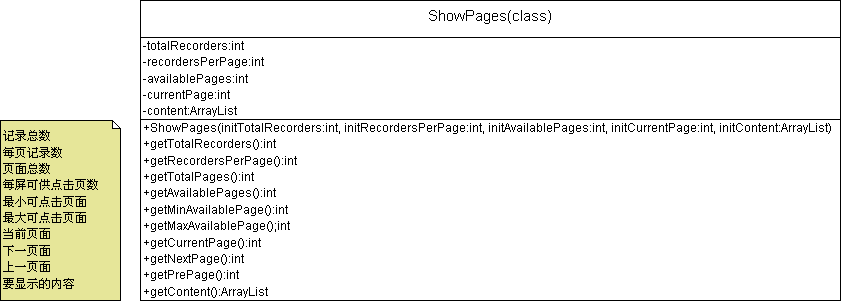 ShowPages(class)
-totalRecorders:int
-recordersPerPage:int
-availablePages:int
-currentPage:int
-content:ArrayList
+ShowPages(initTotalRecorders:int, initRecordersPerPage:int, initAvailablePages:int, initCurrentPage:int, initContent:ArrayList)
+getTotalRecorders():int
+getRecordersPerPage():int
+getTotalPages():int
+getAvailablePages():int
+getMinAvailablePage():int
+getMaxAvailablePage();int
+getCurrentPage():int
+getNextPage():int
+getPrePage():int
+getContent():ArrayList
记录总数
每页记录数
页面总数
每屏可供点击页数
最小可点击页面
最大可点击页面
当前页面
下一页面
上一页面
要显示的内容